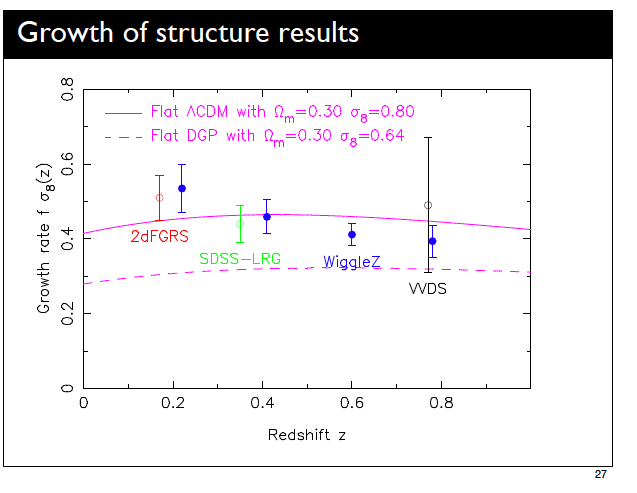 Growth of structure results
Flat ΛCDM with Ωm=0.30 σ8=0.80
Flat DGP with Ωm=0.30 σ8=0.64
Growth rate f σ8(z)
0.8
0.6
0.4
0.2
0
2dFGRS
SDSS-LRG
WiggleZ
VVDS
0 0.2 0.4 0.6 0.8
Redshift z
27